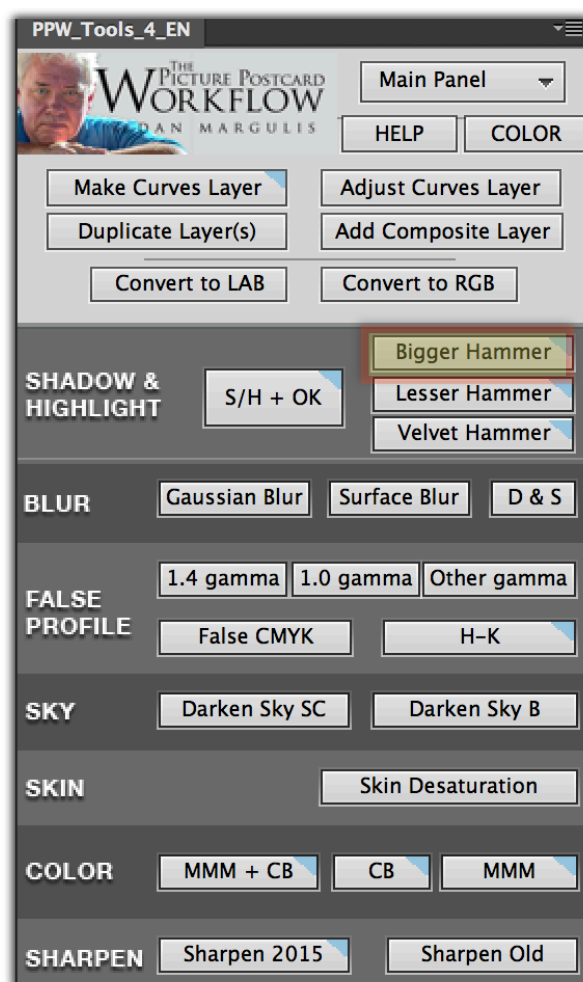 PPW_Tools_4_EN
THE
PICTURE POSTCARD
WORKFLOW
DAN MARGULIS
Main Panel
HELP COLOR
Make Curves Layer Adjust Curves Layer
Duplicate Layer(s) Add Composite Layer
Convert to LAB Convert to RGB
SHADOW &
HIGHLIGHT
S/H + OK
Bigger Hammer
Lesser Hammer
Velvet Hammer
BLUR Gaussian Blur Surface Blur D & S
FALSE
PROFILE
1.4 gamma 1.0 gamma Other gamma
False CMYK H-K
SKY Darken Sky SC Darken Sky B
SKIN Skin Desaturation
COLOR MMM + CB CB MMM
SHARPEN Sharpen 2015 Sharpen Old